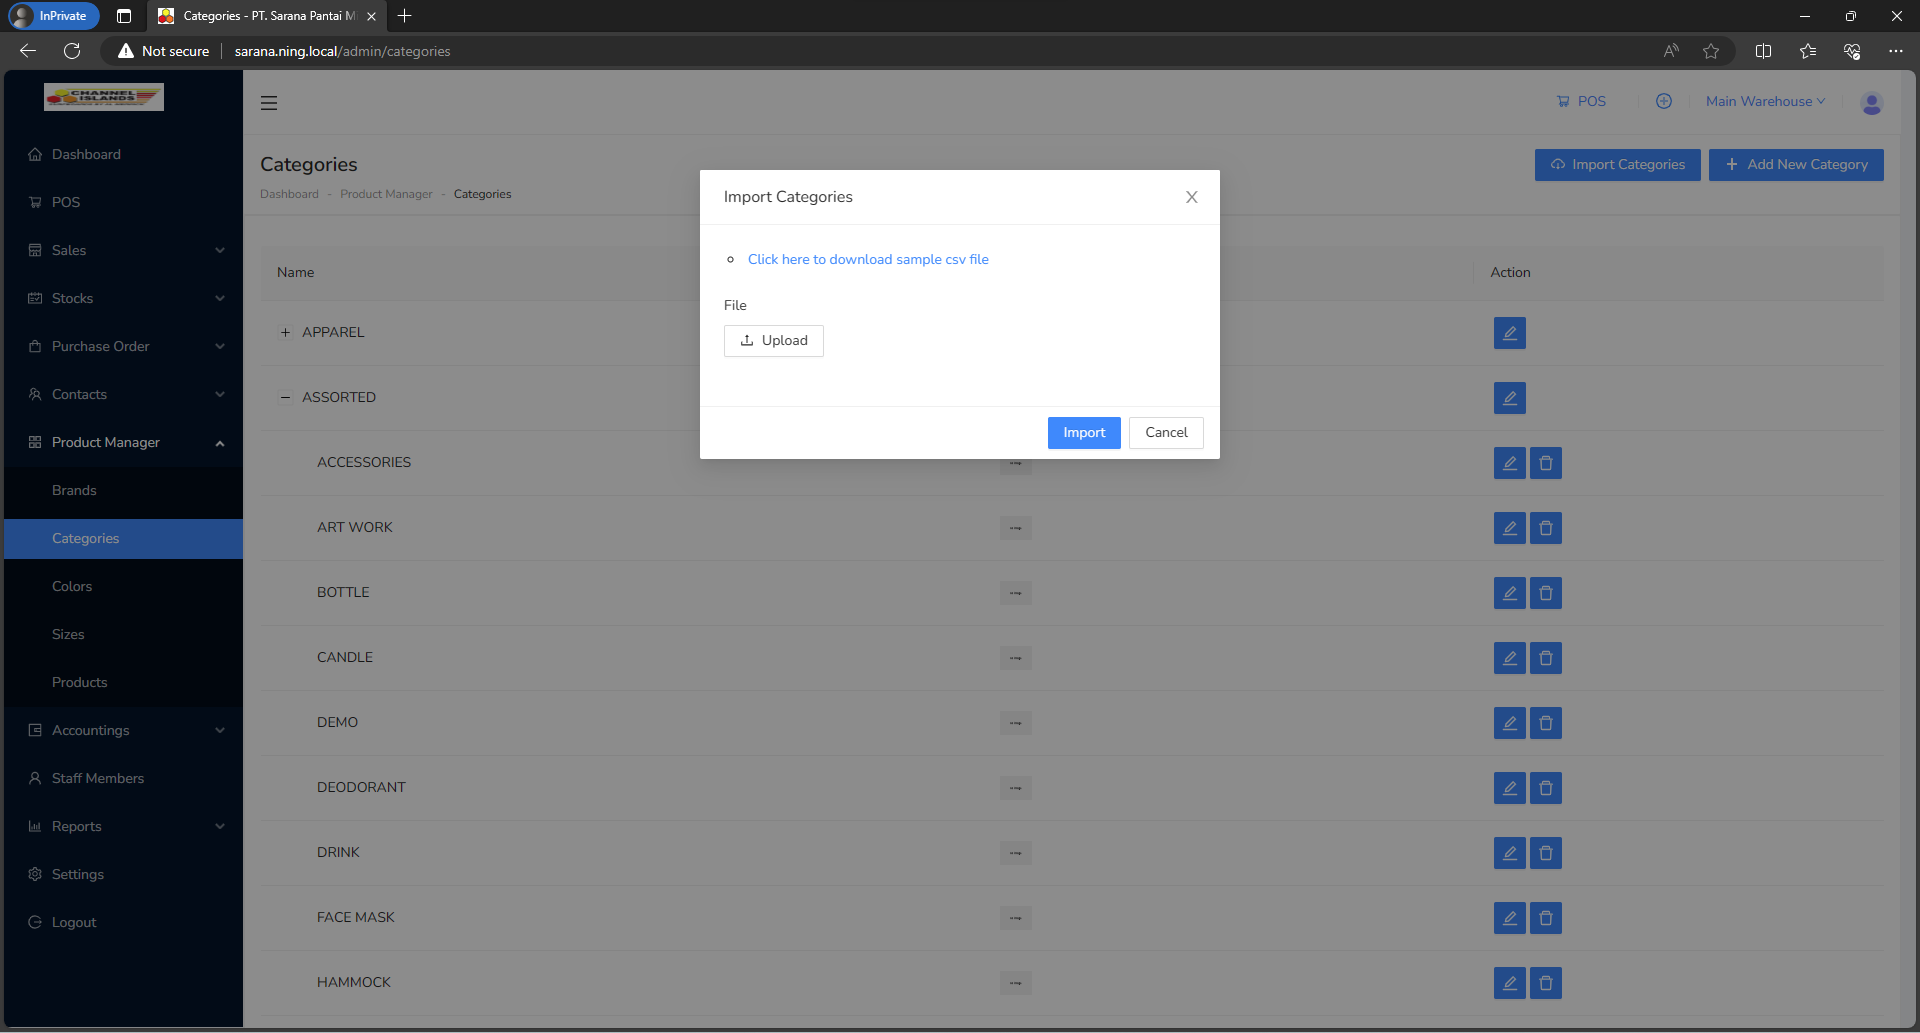 InPrivate
Categories - PT. Sarana Pantai M
Not secure
sarana.ning.local/admin/categories
CHANNEL
ISLANDS
POS
Main Warehouse
Dashboard
POS
Sales
Stocks
Purchase Order
Contacts
Product Manager
Brands
Categories
Colors
Sizes
Products
Accountings
Staff Members
Reports
Settings
Logout
Categories
Dashboard - Product Manager - Categories
Import Categories
Add New Category
Name
Action
APPAREL
ASSORTED
ACCESSORIES
ART WORK
BOTTLE
CANDLE
DEMO
DEODORANT
DRINK
FACE MASK
HAMMOCK
Import Categories
Click here to download sample csv file
File
Upload
Import
Cancel